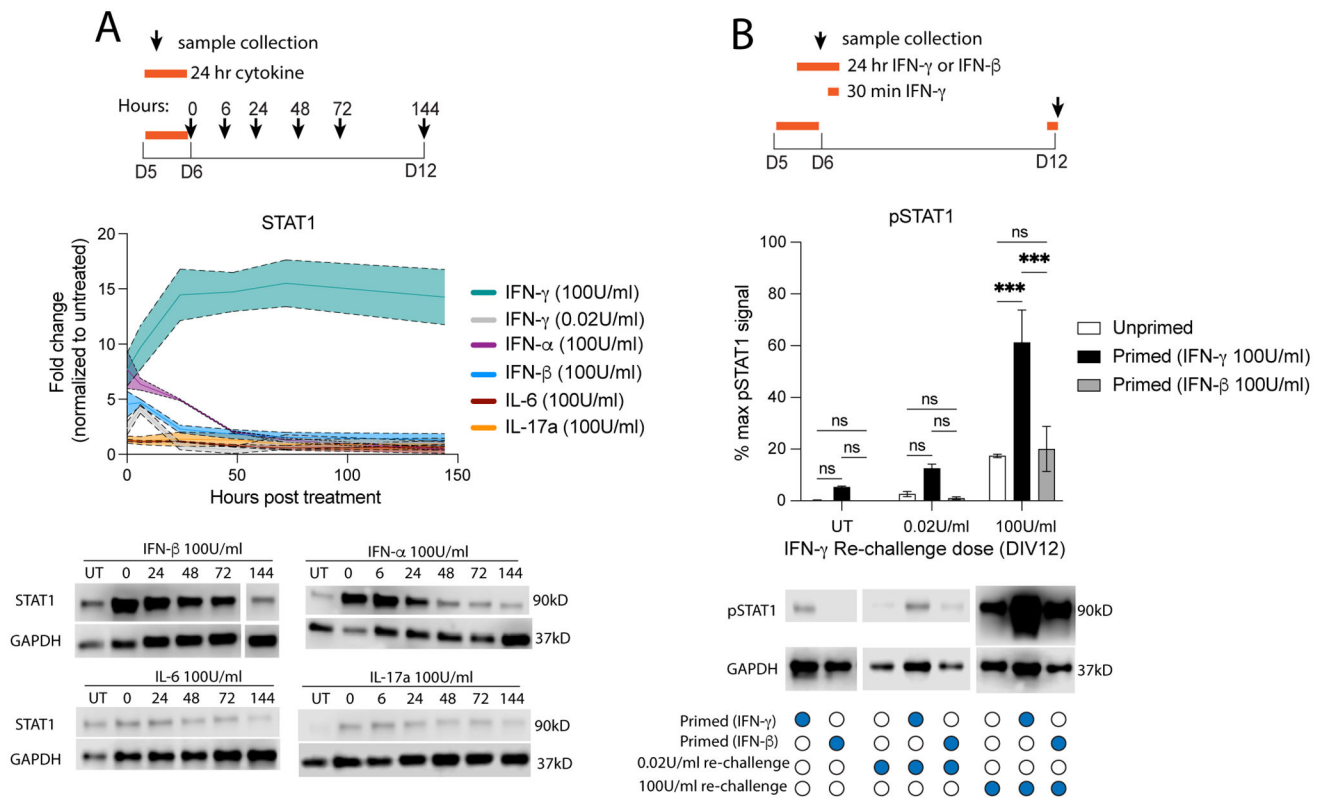 A
sample collection
24 hr cytokine
Hours: 0 6 24 48 72 144
D5 D6 D12
STAT1
Fold change
(normalized to untreated)
20
15
10
5
0
0 50 100 150
Hours post treatment
IFN-γ (100U/ml)
IFN-γ (0.02U/ml)
IFN-α (100U/ml)
IFN-β (100U/ml)
IL-6 (100U/ml)
IL-17a (100U/ml)
IFN-β 100U/ml
UT 0 24 48 72 144
STAT1
GAPDH
IFN-α 100U/ml
UT 0 6 24 48 72 144
90kD
37kD
IL-6 100U/ml
UT 0 24 48 72 144
STAT1
GAPDH
IL-17a 100U/ml
UT 0 6 24 48 72 144
90kD
37kD
B
sample collection
24 hr IFN-γ or IFN-β
30 min IFN-γ
D5 D6 D12
pSTAT1
% max pSTAT1 signal
100
80
60
40
20
0
ns
ns
ns
ns
ns
ns
ns
***
***
UT 0.02U/ml 100U/ml
IFN-γ Re-challenge dose (DIV12)
Unprimed
Primed (IFN-γ 100U/ml)
Primed (IFN-β 100U/ml)
pSTAT1
90kD
GAPDH
37kD
Primed (IFN-γ)
Primed (IFN-β)
0.02U/ml re-challenge
100U/ml re-challenge